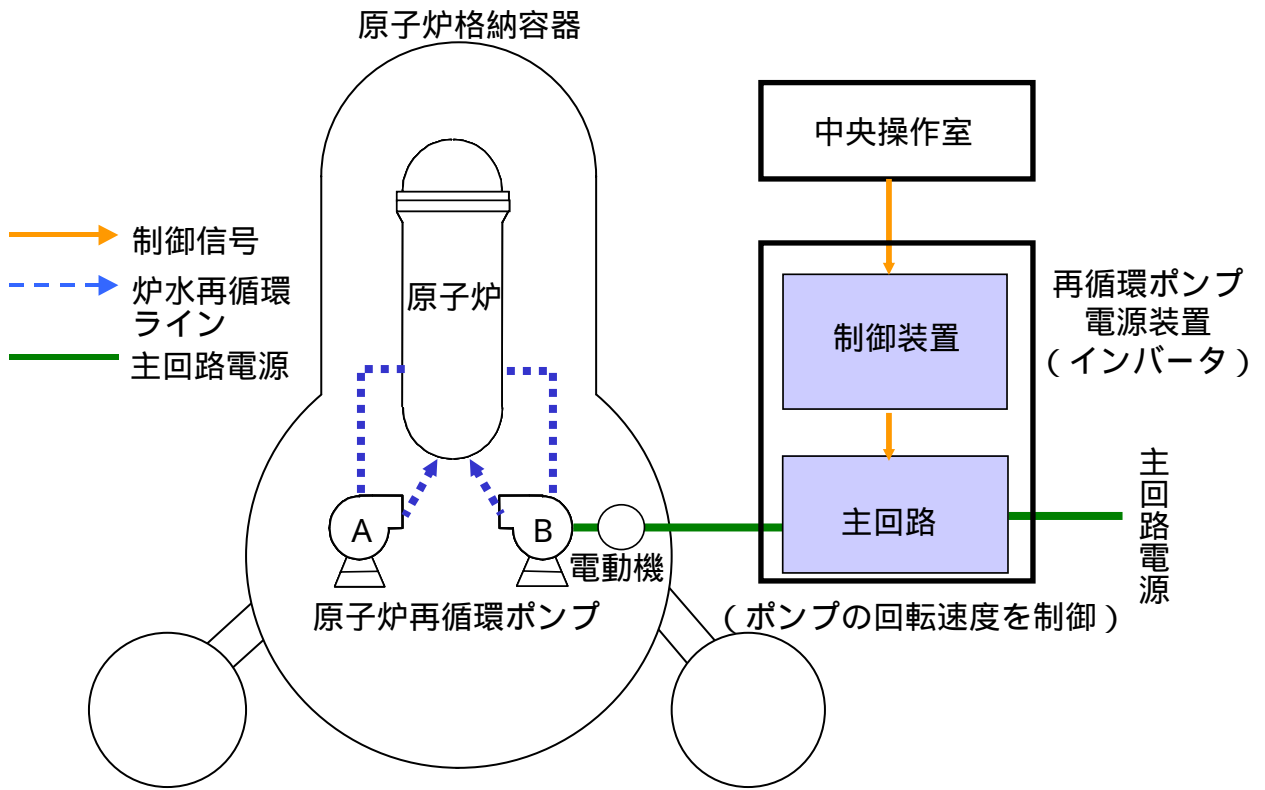 原子炉格納容器
中央操作室
制御信号
炉水再循環
ライン
主回路電源
原子炉
制御装置
再循環ポンプ
電源装置
（インバータ）
主回路
主回路電源
A
B
電動機
原子炉再循環ポンプ
（ポンプの回転速度を制御）